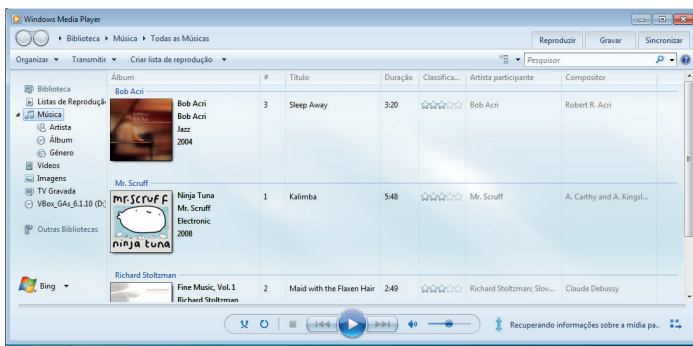 Windows Media Player
Biblioteca Música Todas as Músicas
Reproduzir Gravar Sincronizar
Organizar Transmitir Criar lista de reprodução Pesquisar
Álbum # Título Duração Classifica... Artista participante Compositor
Biblioteca
Listas de Reproduçã
Música
Artista
Álbum
Gênero
Vídeos
Imagens
TV Gravada
VBox_GAs_6.1.10 (D:)
Outras Bibliotecas
Bing
Bob Acri
Bob Acri 3 Sleep Away 3:20 Bob Acri Robert R. Acri
Bob Acri
Jazz
2004
Mr. Scruff
mr.scruff
ninja tuna
Ninja Tuna 1 Kalimba 5:48 Mr. Scruff A. Carthy and A. Kingsl...
Mr. Scruff
Electronic
2008
Richard Stoltzman
Fine Music, Vol. 1 2 Maid with the Flaxen Hair 2:49 Richard Stoltzman; Slov... Claude Debussy
Richard Stoltzman
Recuperando informações sobre a mídia pa...